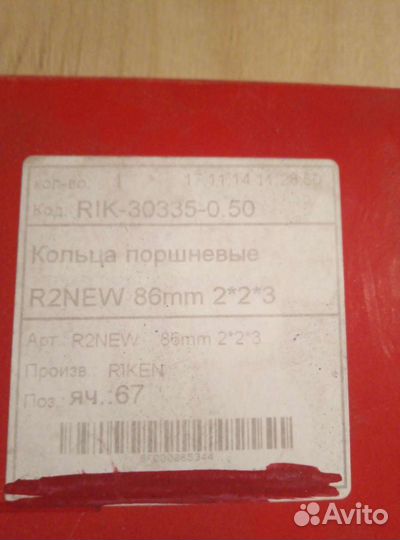 кол-во. 1 17.11.14 11:28:50
Код. RIK-30335-0.50
Кольца поршневые
R2NEW 86mm 2*2*3
Арт. R2NEW 86mm 2*2*3
Произв. RIKEN
Поз. яч.:67
Avito